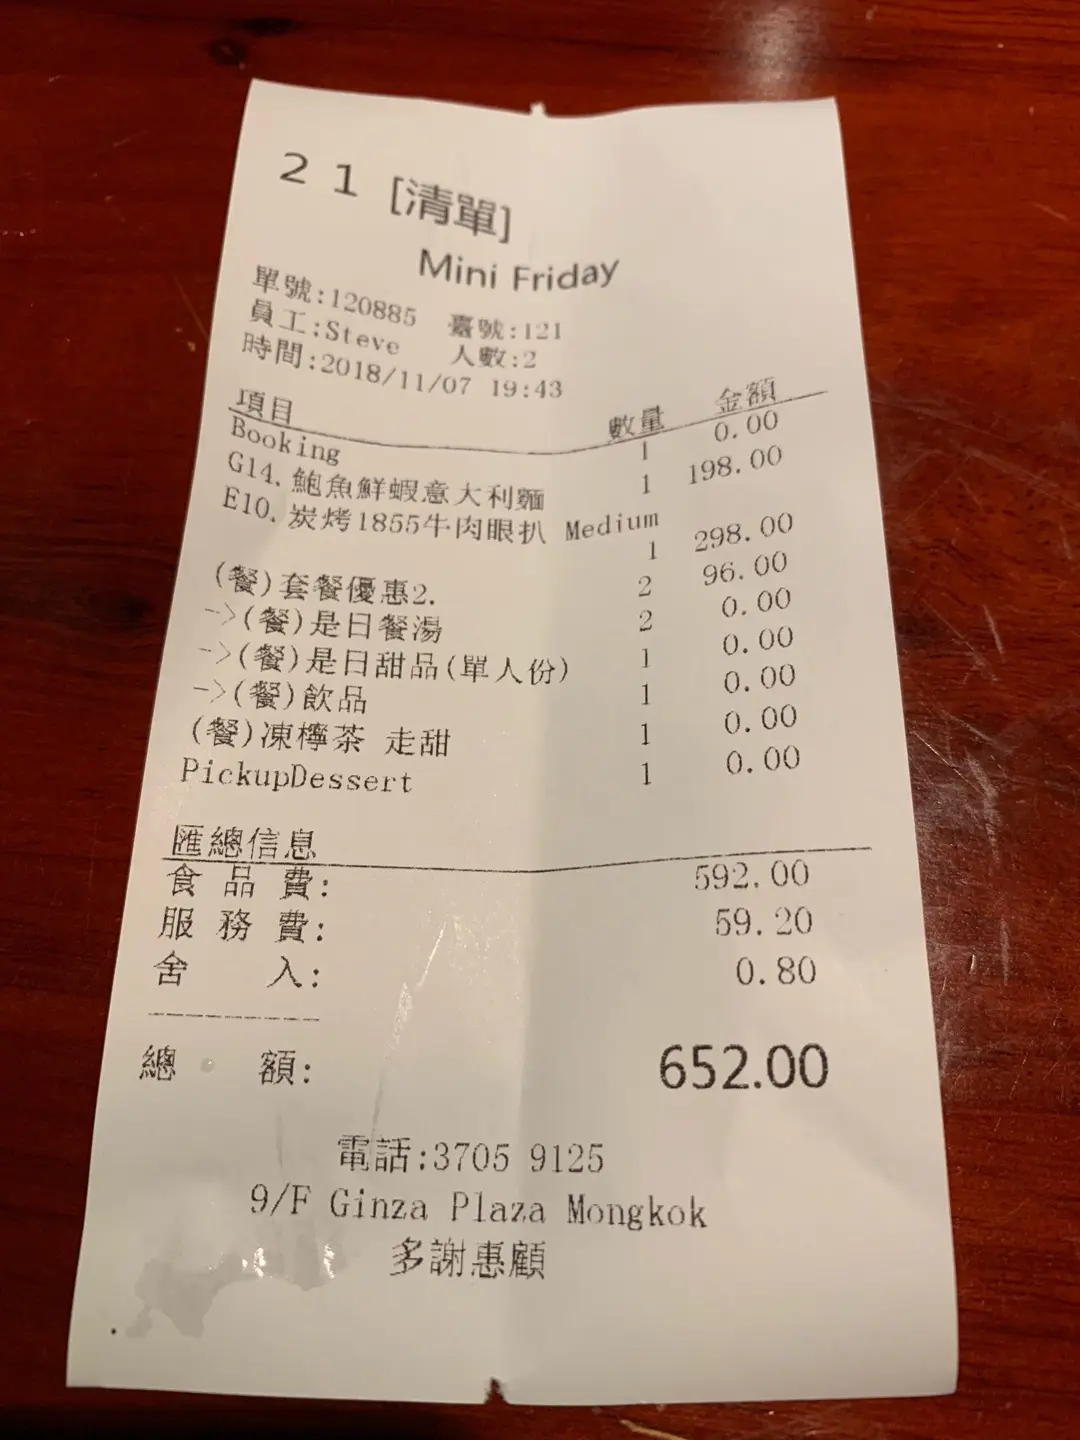 21 [清單]
Mini Friday
單號:120885 臺號:121
員工:Steve 人數:2
時間:2018/11/07 19:43
項目 數量 金額
Booking 1 0.00
G14. 鮑魚鮮蝦意大利麵 1 198.00
E10. 炭烤1855牛肉眼扒 Medium
1 298.00
(餐)套餐優惠2. 2 96.00
->(餐)是日餐湯 2 0.00
->(餐)是日甜品(單人份) 1 0.00
->(餐)飲品 1 0.00
(餐)凍檸茶 走甜 1 0.00
PickupDessert 1 0.00
匯總信息
食品費: 592.00
服務費: 59.20
舍入: 0.80
總額: 652.00
電話:3705 9125
9/F Ginza Plaza Mongkok
多謝惠顧